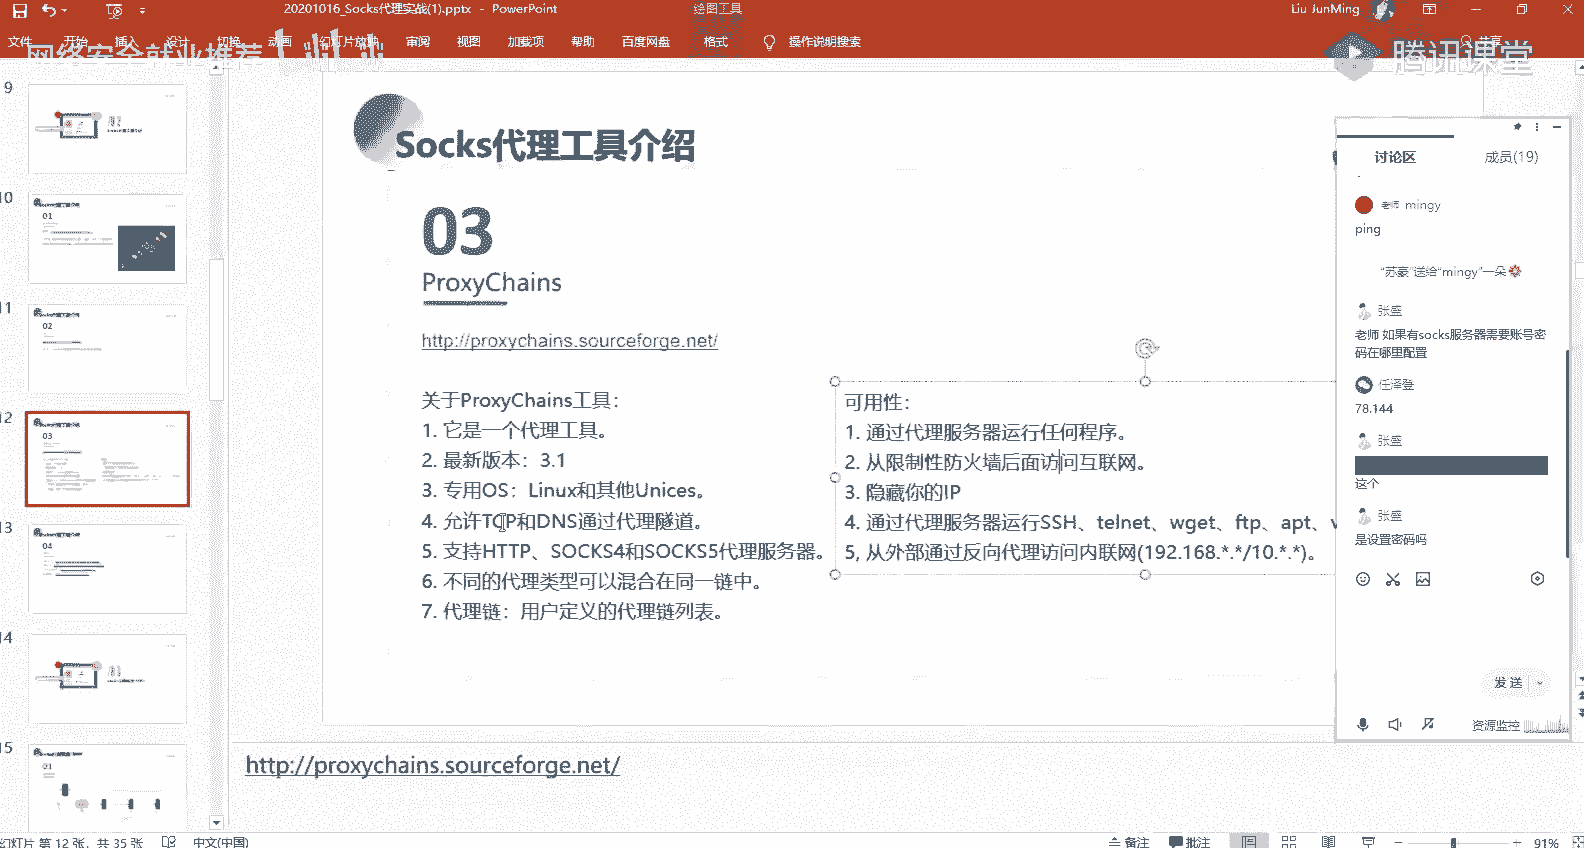 20201016_Socks代理实战(1).pptx - PowerPoint
绘图工具
Liu JunMing
文件 开始 插入 设计 切换 动画 幻灯片放映 审阅 视图 加载项 帮助 百度网盘 格式 操作说明搜索 共享
网络安全就业推荐
腾讯课堂
9
10
11
12
13
14
15
01
02
03
04
01
Socks代理工具介绍
03
ProxyChains
http://proxychains.sourceforge.net/
关于ProxyChains工具：
1. 它是一个代理工具。
2. 最新版本：3.1
3. 专用OS：Linux和其他Unices。
4. 允许TCP和DNS通过代理隧道。
5. 支持HTTP、SOCKS4和SOCKS5代理服务器。
6. 不同的代理类型可以混合在同一链中。
7. 代理链：用户定义的代理链列表。
可用性：
1. 通过代理服务器运行任何程序。
2. 从限制性防火墙后面访问互联网。
3. 隐藏你的IP
4. 通过代理服务器运行SSH、telnet、wget、ftp、apt、
5, 从外部通过反向代理访问内联网(192.168.*.*/10.*.*)。
讨论区 成员(19)
老师 mingy
ping
“苏豪”送给“mingy”一朵
张盛
老师 如果有socks服务器需要账号密
码在哪里配置
任泽登
78.144
张盛
这个
张盛
是设置密码吗
发送
资源监控
http://proxychains.sourceforge.net/
幻灯片 第 12 张，共 35 张 中文(中国)
备注 批注 91%